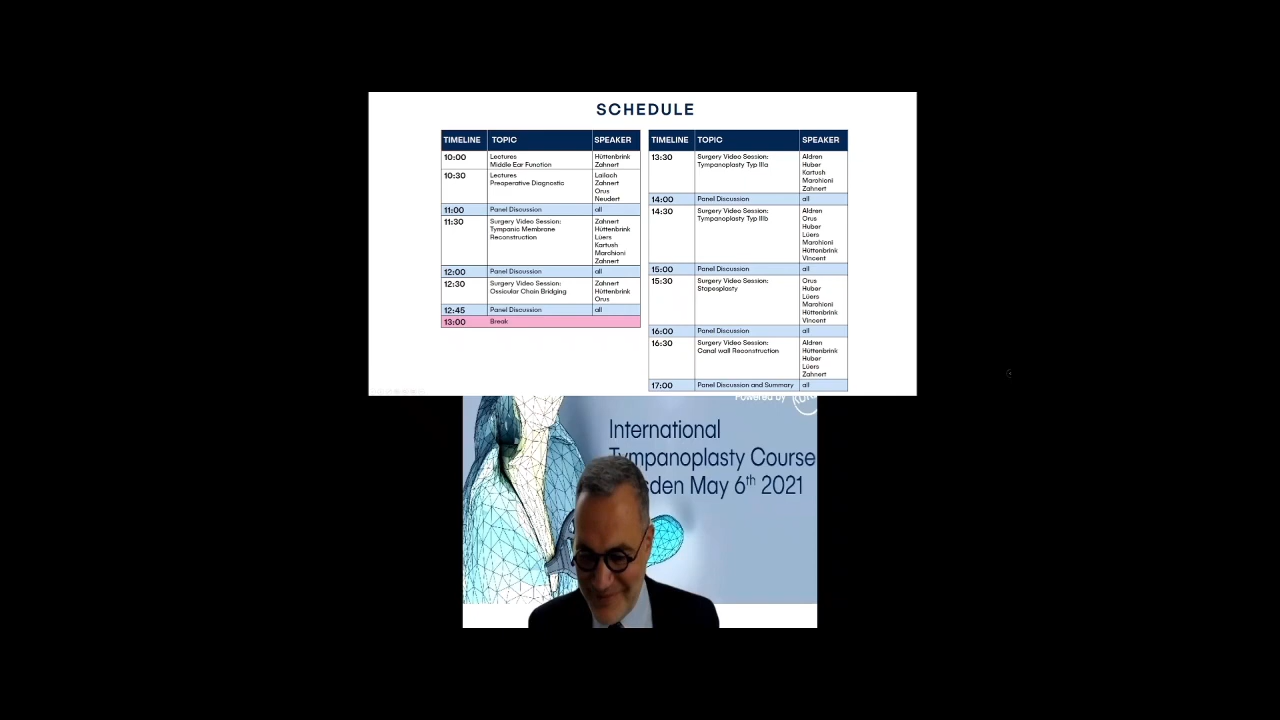 SCHEDULE
TIMELINE TOPIC SPEAKER
10:00 Lectures Hüttenbrink
Middle Ear Function Zahnert
10:30 Lectures Lailach
Preoperative Diagnostic Zahnert
Orus
Neudert
11:00 Panel Discussion all
11:30 Surgery Video Session: Zahnert
Tympanic Membrane Hüttenbrink
Reconstruction Lüers
Kartush
Marchioni
Zahnert
12:00 Panel Discussion all
12:30 Surgery Video Session: Zahnert
Ossicular Chain Bridging Hüttenbrink
Orus
12:45 Panel Discussion all
13:00 Break
TIMELINE TOPIC SPEAKER
13:30 Surgery Video Session: Aldren
Tympanoplasty Typ IIIa Huber
Kartush
Marchioni
Zahnert
14:00 Panel Discussion all
14:30 Surgery Video Session: Aldren
Tympanoplasty Typ IIIb Orus
Huber
Lüers
Marchioni
Hüttenbrink
Vincent
15:00 Panel Discussion all
15:30 Surgery Video Session: Orus
Stapesplasty Huber
Lüers
Marchioni
Hüttenbrink
Vincent
16:00 Panel Discussion all
16:30 Surgery Video Session: Aldren
Canal wall Reconstruction Hüttenbrink
Huber
Lüers
Zahnert
17:00 Panel Discussion and Summary all
Powered by
International
Tympanoplasty Course
sden May 6th 2021